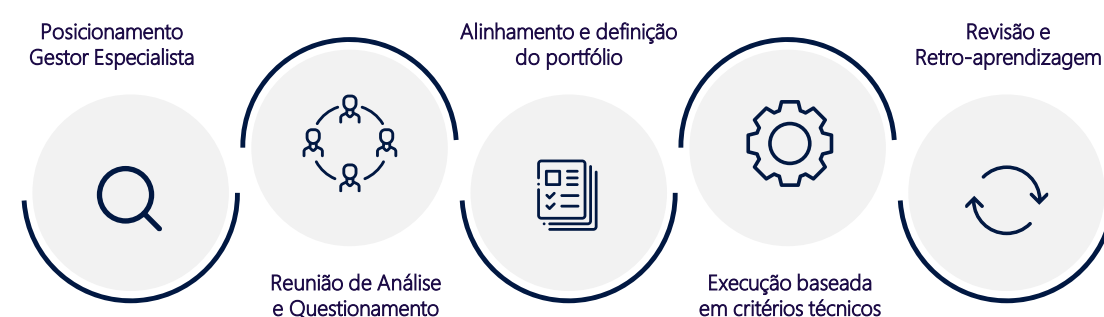 Posicionamento
Gestor Especialista
Reunião de Análise
e Questionamento
Alinhamento e definição
do portfólio
Execução baseada
em critérios técnicos
Revisão e
Retro-aprendizagem